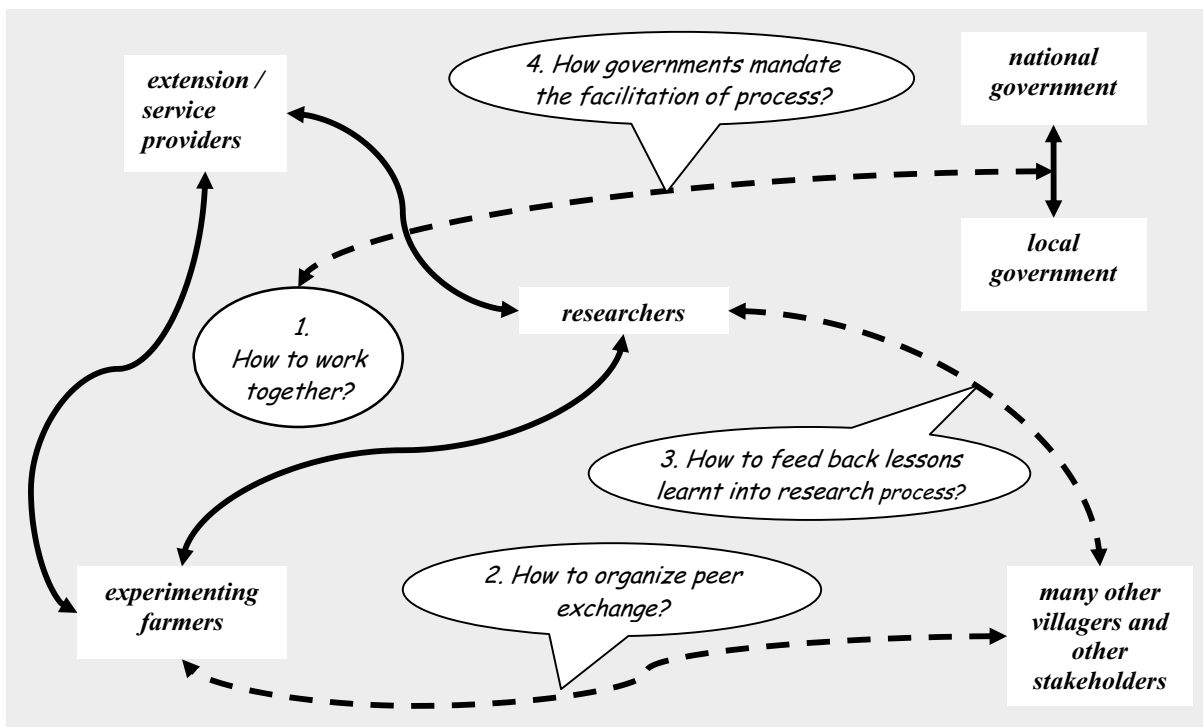 extension /
service
providers
4. How governments mandate
the facilitation of process?
national
government
local
government
1.
How to work
together?
researchers
3. How to feed back lessons
learnt into research process?
2. How to organize peer
exchange?
experimenting
farmers
many other
villagers and
other
stakeholders